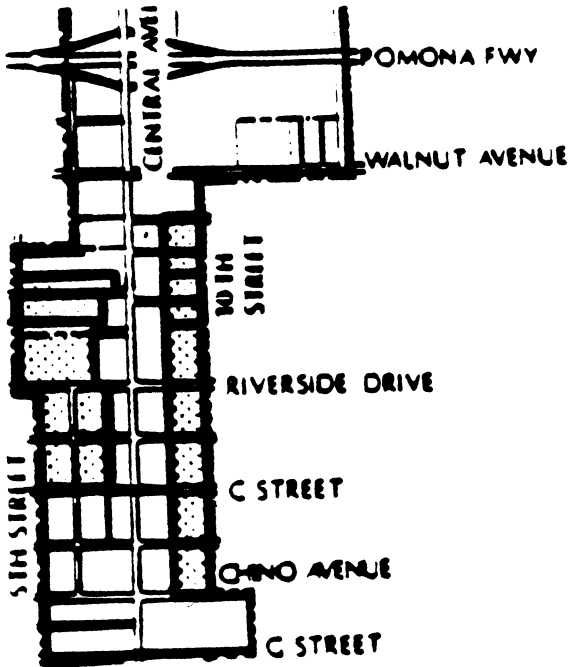 CENTRAL AVE
POMONA FWY
WALNUT AVENUE
10TH STREET
RIVERSIDE DRIVE
C STREET
5TH STREET
CHINO AVENUE
C STREET